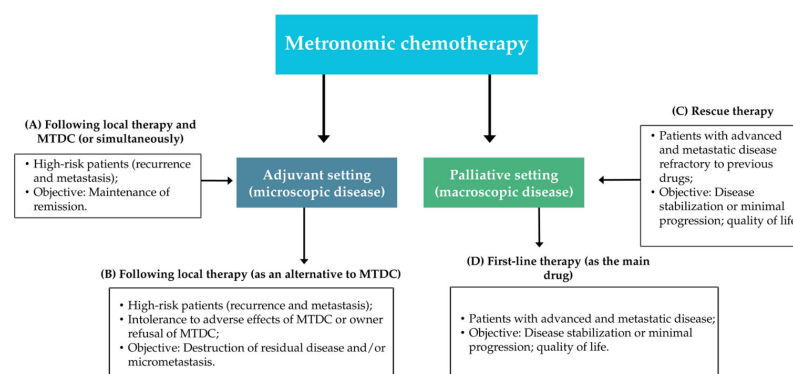 Metronomic chemotherapy
(A) Following local therapy and
MTDC (or simultaneously)
• High-risk patients (recurrence
and metastasis);
• Objective: Maintenance of
remission.
Adjuvant setting
(microscopic disease)
Palliative setting
(macroscopic disease)
(C) Rescue therapy
• Patients with advanced
and metastatic disease
refractory to previous
drugs;
• Objective: Disease
stabilization or minimal
progression; quality of life
(B) Following local therapy (as an alternative to MTDC)
• High-risk patients (recurrence and metastasis);
• Intolerance to adverse effects of MTDC or owner
refusal of MTDC;
• Objective: Destruction of residual disease and/or
micrometastasis.
(D) First-line therapy (as the main
drug)
• Patients with advanced and metastatic disease;
• Objective: Disease stabilization or minimal
progression; quality of life.